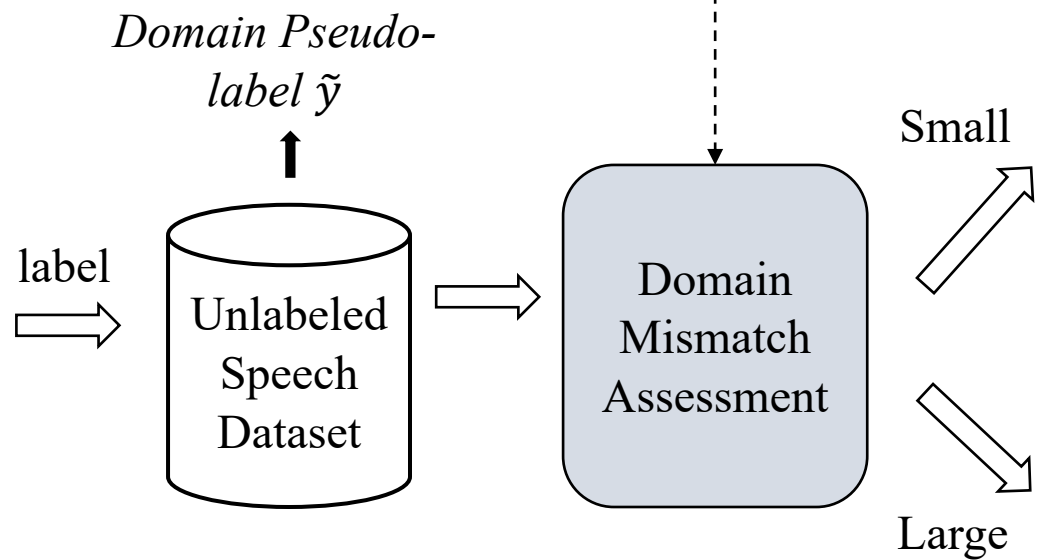 Domain Pseudo-
label ỹ
label
Unlabeled
Speech
Dataset
Domain
Mismatch
Assessment
Small
Large